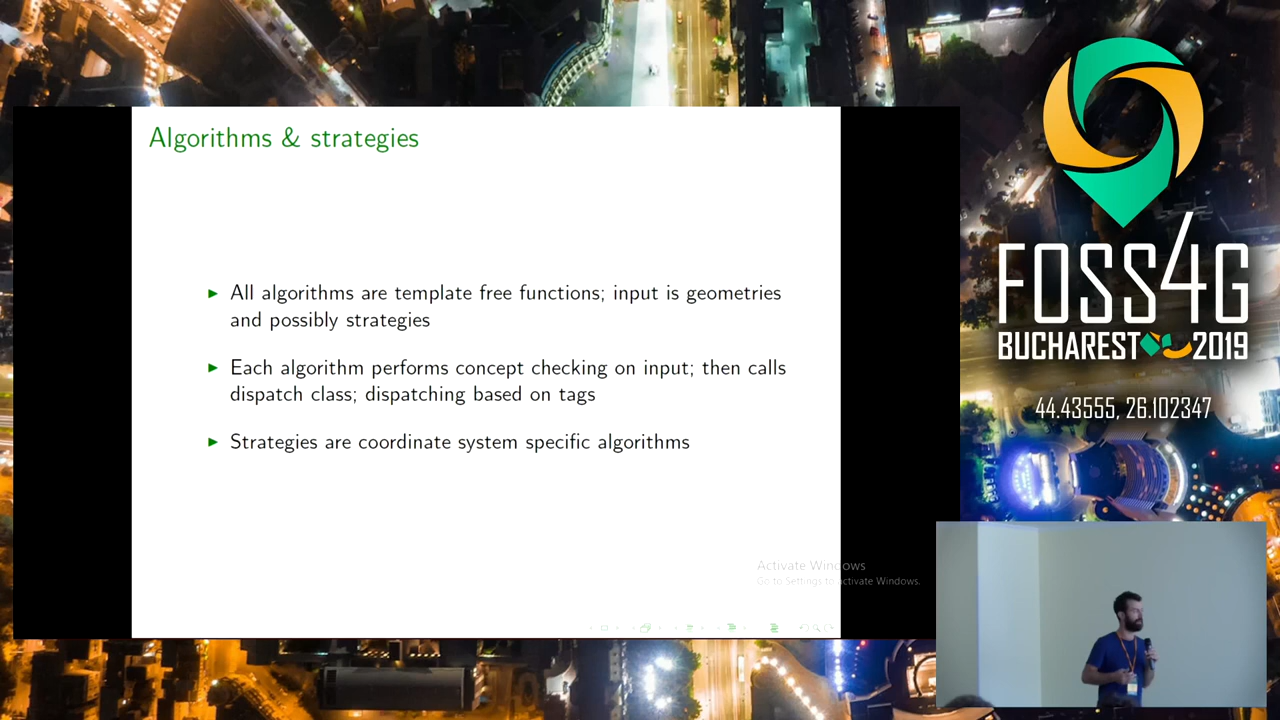 Algorithms & strategies
All algorithms are template free functions; input is geometries
and possibly strategies
Each algorithm performs concept checking on input; then calls
dispatch class; dispatching based on tags
Strategies are coordinate system specific algorithms
Activate Windows
Go to Settings to activate Windows.
FOSS4G
BUCHAREST 2019
44.43555, 26.102347